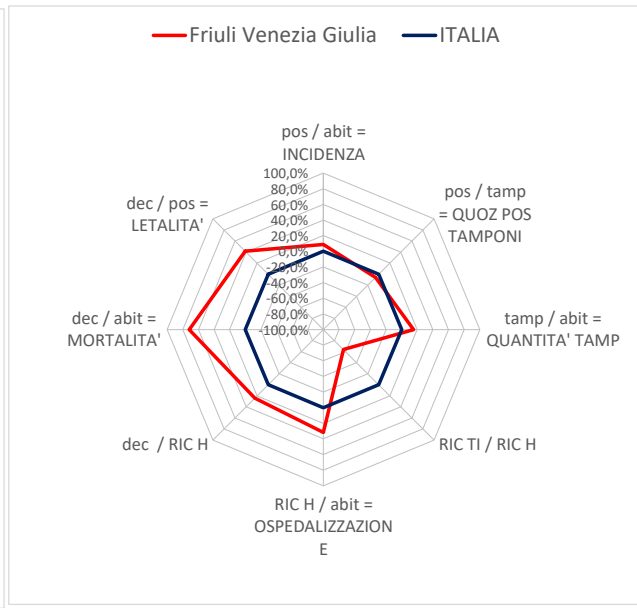 Friuli Venezia Giulia
ITALIA
pos / abit =
INCIDENZA
pos / tamp
= QUOZ POS
TAMPONI
tamp / abit =
QUANTITA' TAMP
RIC TI / RIC H
RIC H / abit =
OSPEDALIZZAZION
E
dec / RIC H
dec / abit =
MORTALITA'
dec / pos =
LETALITA'
100,0%
80,0%
60,0%
40,0%
20,0%
0,0%
-20,0%
-40,0%
-60,0%
-80,0%
-100,0%